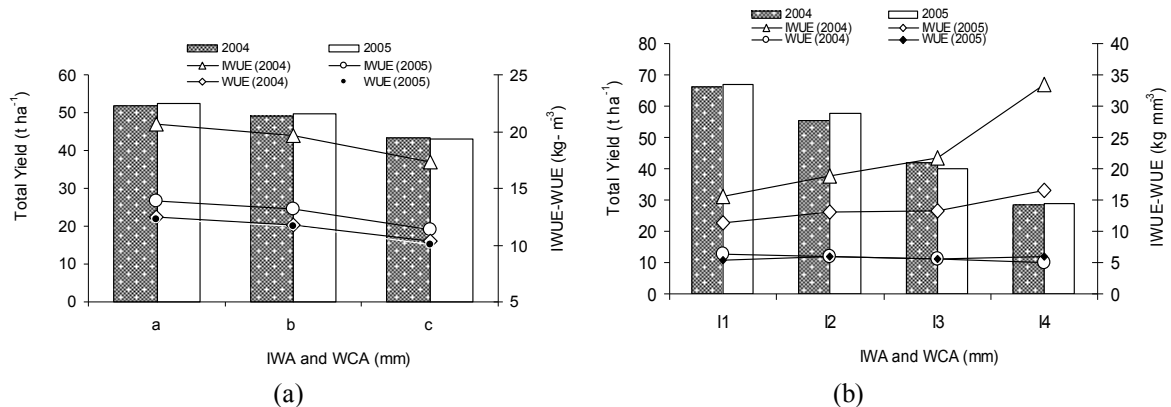 2004 2005
IWUE (2004) IWUE (2005)
WUE (2004) WUE (2005)
60 25
50
20
40
30 15
20
10
10
0 5
a b c
Total Yield (t ha-1)
IWUE-WUE (kg- m-3)
IWA and WCA (mm)
(a)
2004 2005
IWUE (2004) IWUE (2005)
WUE (2004) WUE (2005)
80 40
70 35
60 30
50 25
40 20
30 15
20 10
10 5
0 0
I1 I2 I3 I4
Total Yield (t ha-1)
IWUE-WUE (kg mm3)
IWA and WCA (mm)
(b)